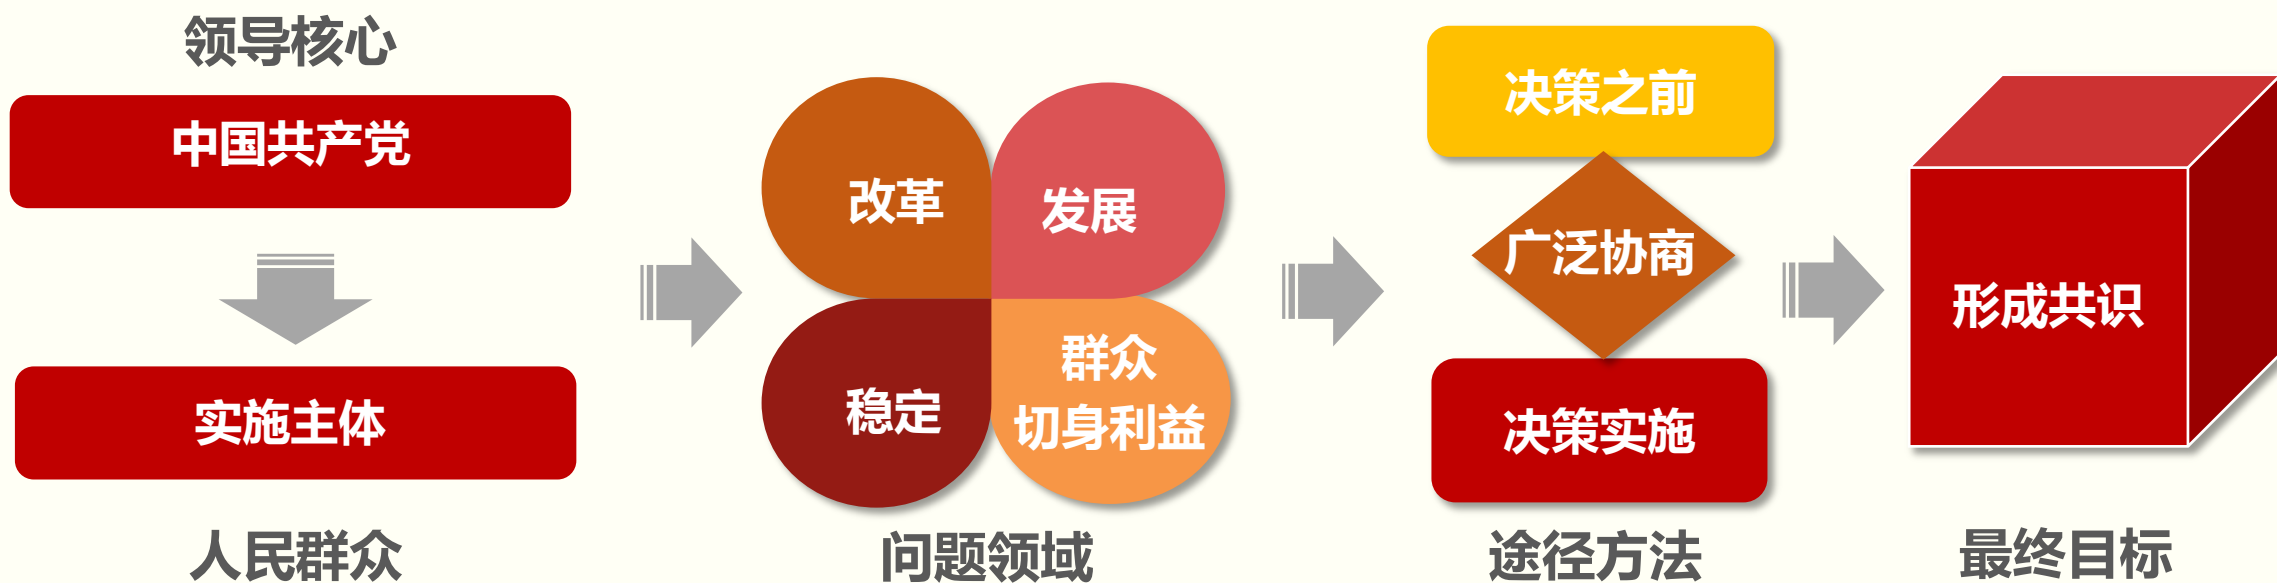 领导核心
中国共产党
实施主体
人民群众
改革
发展
稳定
群众
切身利益
问题领域
决策之前
广泛协商
决策实施
途径方法
形成共识
最终目标